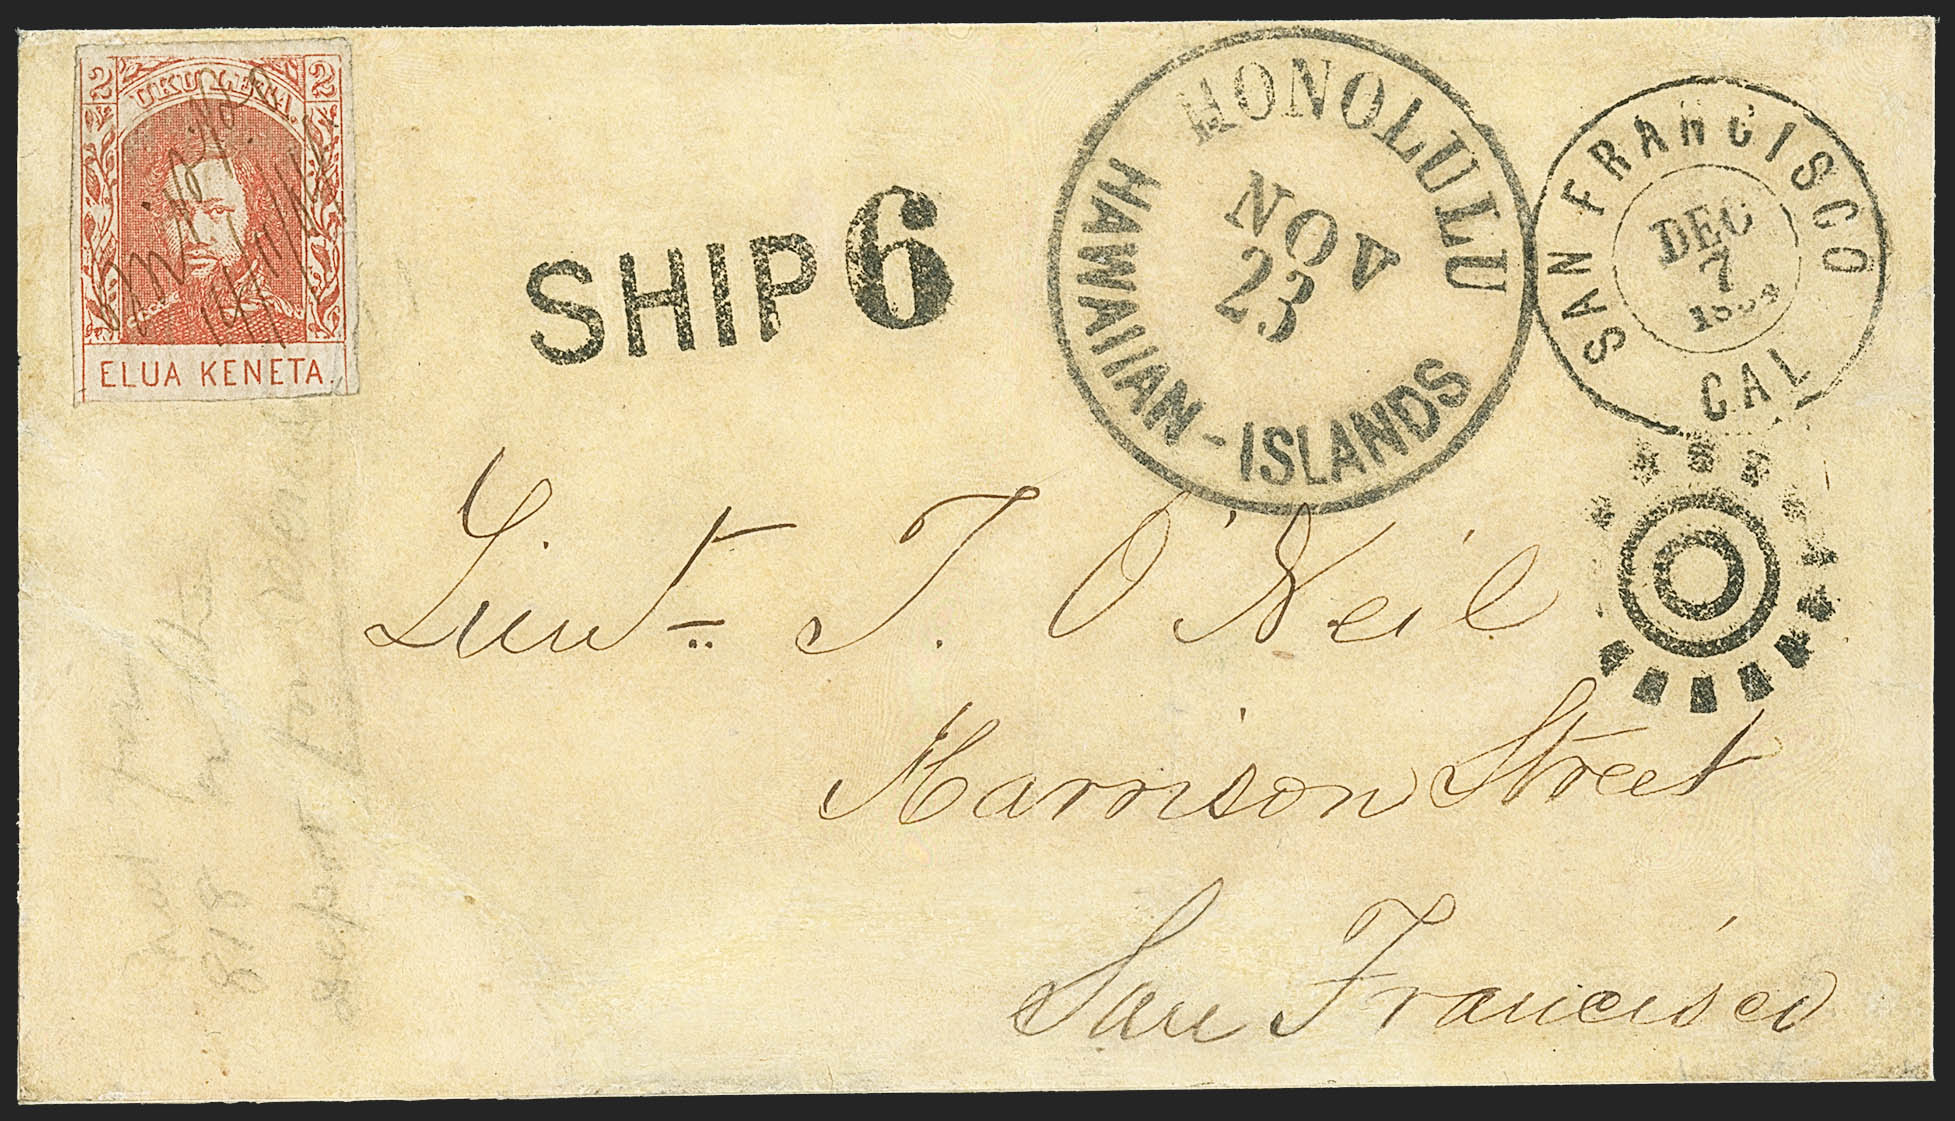 2 UKU LETA. 2
ELUA KENETA.
SHIP 6
HONOLULU
NOV
23
HAWAIIAN-ISLANDS
SAN FRANCISCO
DEC
7
CAL
Lieut. T. O'Neil
Harrison Street
San Francisco
818